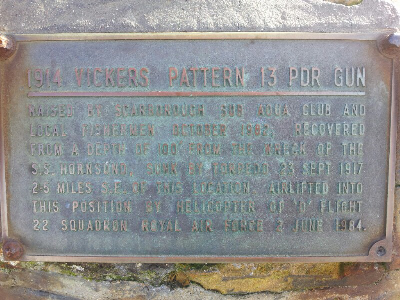 1914 VICKERS PATTERN 13 PDR GUN
RAISED BY SCARBOROUGH SUB AQUA CLUB AND
LOCAL FISHERMEN OCTOBER 1982. RECOVERED
FROM A DEPTH OF 100' FROM THE WRECK OF THE
S.S. HORNSUND, SUNK BY TORPEDO, 23 SEPT 1917
2·5 MILES S.E. OF THIS LOCATION. AIRLIFTED INTO
THIS POSITION BY HELICOPTER OF 'D' FLIGHT
22 SQUADRON ROYAL AIR FORCE 2 JUNE 1984.